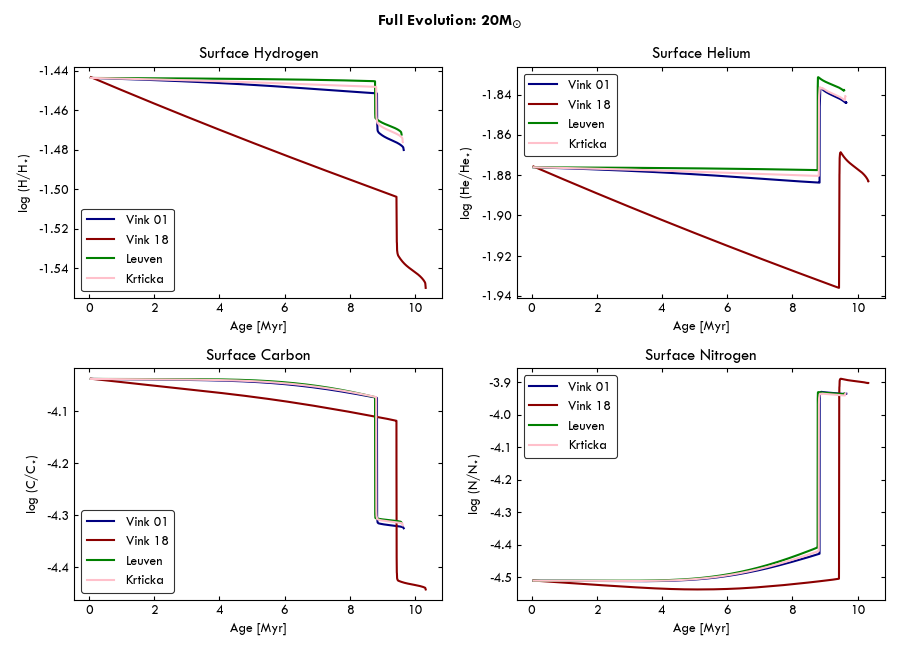 Full Evolution: 20M☉
Surface Hydrogen
-1.44
-1.46
-1.48
-1.50
-1.52
-1.54
log (H/H⋆)
Vink 01
Vink 18
Leuven
Krticka
0 2 4 6 8 10
Age [Myr]
Surface Helium
-1.84
-1.86
-1.88
-1.90
-1.92
-1.94
log (He/He⋆)
Vink 01
Vink 18
Leuven
Krticka
0 2 4 6 8 10
Age [Myr]
Surface Carbon
-4.1
-4.2
-4.3
-4.4
log (C/C⋆)
Vink 01
Vink 18
Leuven
Krticka
0 2 4 6 8 10
Age [Myr]
Surface Nitrogen
-3.9
-4.0
-4.1
-4.2
-4.3
-4.4
-4.5
log (N/N⋆)
Vink 01
Vink 18
Leuven
Krticka
0 2 4 6 8 10
Age [Myr]